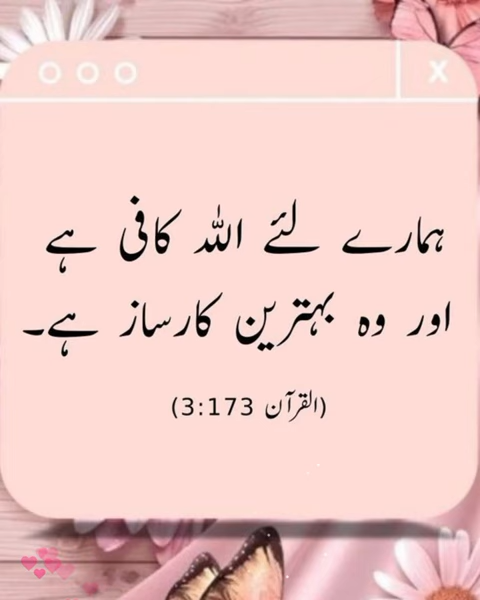 ہمارے لئے اللہ کافی ہے
اور وہ بہترین کارساز ہے۔
(القرآن 3:173)